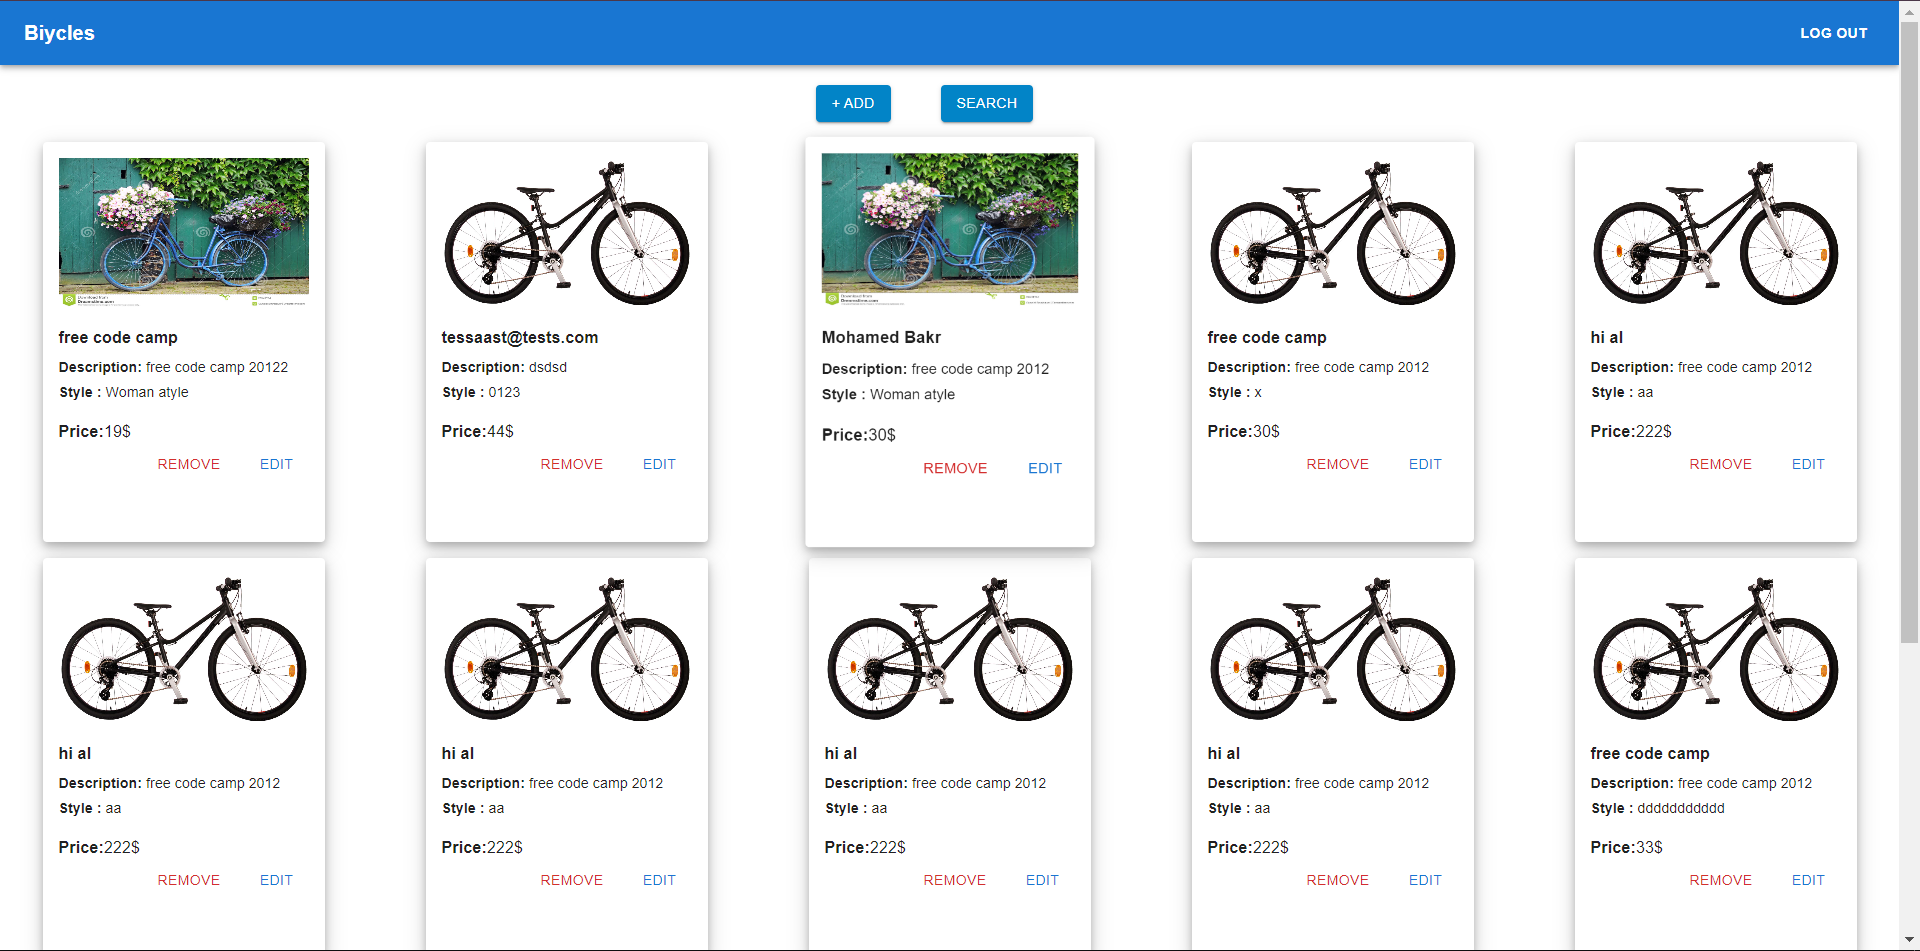 Biycles
LOG OUT
+ ADD
SEARCH
free code camp
Description: free code camp 20122
Style : Woman atyle
Price:19$
REMOVE
EDIT
tessaast@tests.com
Description: dsdsd
Style : 0123
Price:44$
REMOVE
EDIT
Mohamed Bakr
Description: free code camp 2012
Style : Woman atyle
Price:30$
REMOVE
EDIT
free code camp
Description: free code camp 2012
Style : x
Price:30$
REMOVE
EDIT
hi al
Description: free code camp 2012
Style : aa
Price:222$
REMOVE
EDIT
hi al
Description: free code camp 2012
Style : aa
Price:222$
REMOVE
EDIT
hi al
Description: free code camp 2012
Style : aa
Price:222$
REMOVE
EDIT
hi al
Description: free code camp 2012
Style : aa
Price:222$
REMOVE
EDIT
hi al
Description: free code camp 2012
Style : aa
Price:222$
REMOVE
EDIT
free code camp
Description: free code camp 2012
Style : ddddddddddd
Price:33$
REMOVE
EDIT